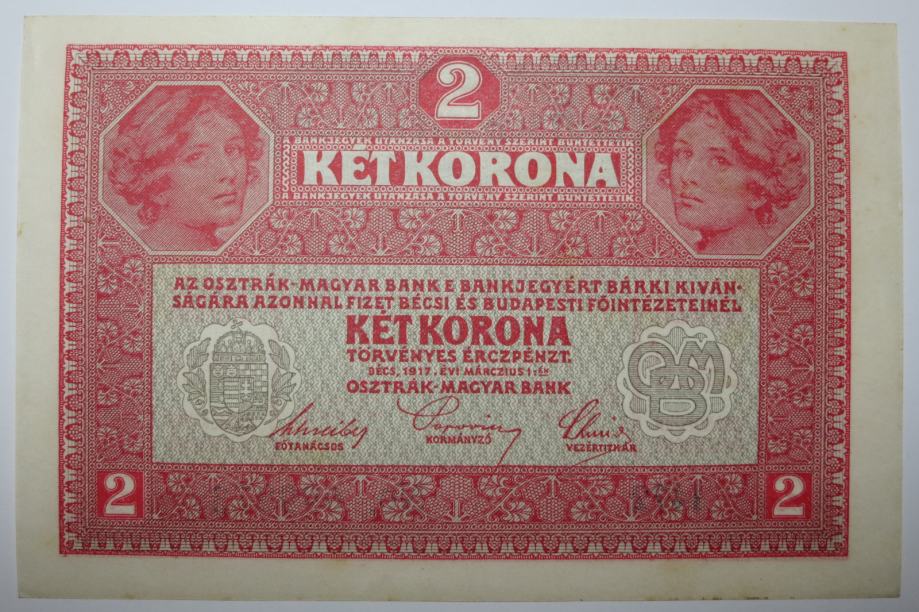 2
A BANKJEGYEK UTÁNZÁSA A TÖRVÉNY SZERINT BÜNTETTETIK
KÉT KORONA
A BANKJEGYEK UTÁNZÁSA A TÖRVÉNY SZERINT BÜNTETTETIK
AZ OSZTRÁK-MAGYAR BANK E BANKJEGYÉRT BÁRKI KIVÁN-
SÁGÁRA AZONNAL FIZET BÉCSI ÉS BUDAPESTI FŐINTÉZETEINÉL
KÉT KORONA
TÖRVÉNYES ÉRCZPÉNZT.
BÉCS, 1917. ÉVI MÁRCZIUS 1-ÉN
OSZTRÁK-MAGYAR BANK
FŐTANÁCSOS
KORMÁNYZÓ
VEZÉRTITKÁR
2
2